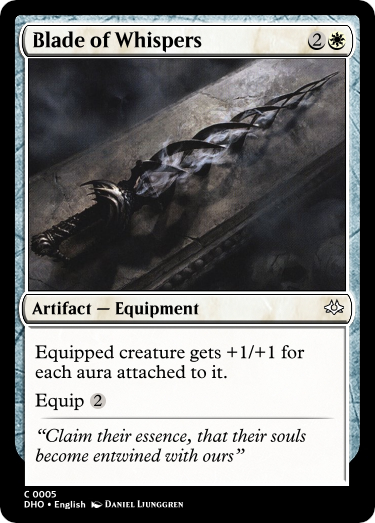 Blade of Whispers 2
Artifact — Equipment
Equipped creature gets +1/+1 for
each aura attached to it.
Equip 2
“Claim their essence, that their souls
become entwined with ours”
C 0005
DHO • English Daniel Ljunggren